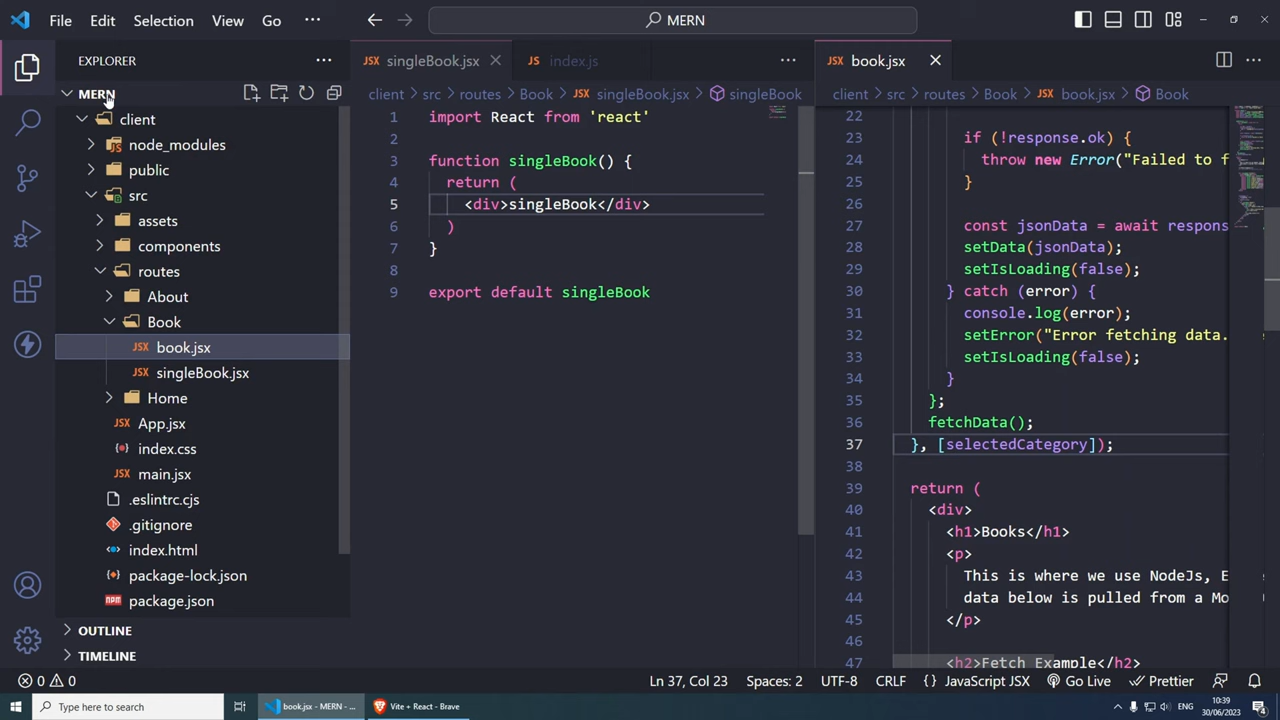 File Edit Selection View Go ··· MERN
EXPLORER ···
MERN
client
node_modules
public
src
assets
components
routes
About
Book
JSX book.jsx
JSX singleBook.jsx
Home
JSX App.jsx
index.css
JSX main.jsx
.eslintrc.cjs
.gitignore
index.html
package-lock.json
package.json
OUTLINE
TIMELINE
JSX singleBook.jsx JS index.js ···
client > src > routes > Book > JSX singleBook.jsx > singleBook
1 import React from 'react'
2
3 function singleBook() {
4 return (
5 <div>singleBook</div>
6 )
7 }
8
9 export default singleBook
JSX book.jsx ···
client > src > routes > Book > JSX book.jsx > Book
22
23 if (!response.ok) {
24 throw new Error("Failed to f
25 }
26
27 const jsonData = await respons
28 setData(jsonData);
29 setIsLoading(false);
30 } catch (error) {
31 console.log(error);
32 setError("Error fetching data.
33 setIsLoading(false);
34 }
35 };
36 fetchData();
37 }, [selectedCategory]);
38
39 return (
40 <div>
41 <h1>Books</h1>
42 <p>
43 This is where we use NodeJs, E
44 data below is pulled from a Mo
45 </p>
46
47 <h2>Fetch Example</h2>
0 0 Ln 37, Col 23 Spaces: 2 UTF-8 CRLF {} JavaScript JSX Go Live Prettier
Type here to search book.jsx - MERN - ... Vite + React - Brave ENG 10:39
30/06/2023 4